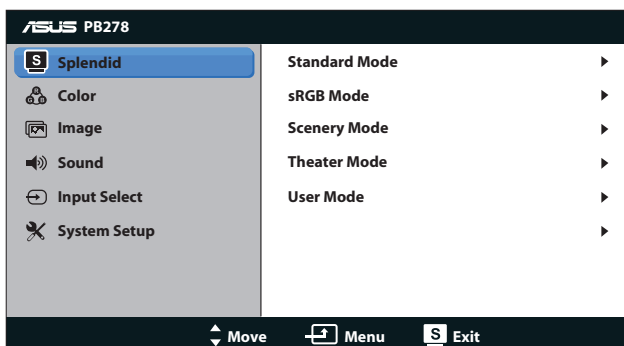 ASUS PB278
S Splendid
Color
Image
Sound
Input Select
System Setup
Standard Mode
sRGB Mode
Scenery Mode
Theater Mode
User Mode
Move Menu S Exit